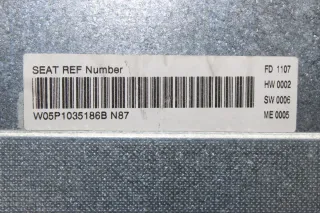 SEAT REF Number
W05P1035186B N87
FD 1107
HW 0002
SW 0006
ME 0005